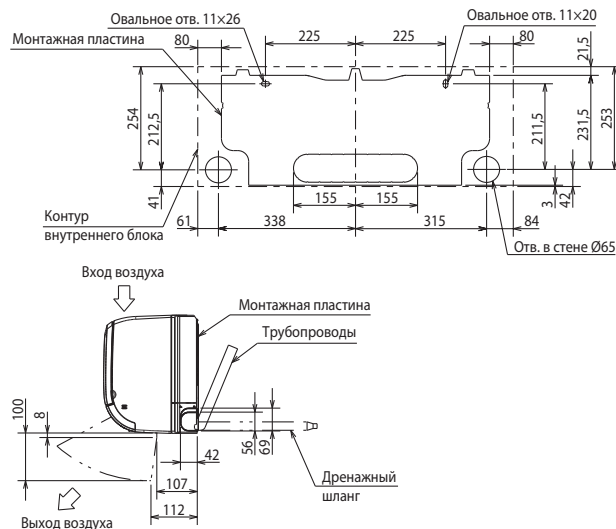 Овальное отв. 11×26
Овальное отв. 11×20
Монтажная пластина
80
225
225
80
21,5
254
212,5
211,5
231,5
253
41
155
155
3
42
Контур
внутреннего блока
61
338
315
84
Отв. в стене Ø65
Вход воздуха
Монтажная пластина
Трубопроводы
100
8
56
69
42
107
112
Дренажный
шланг
Выход воздуха